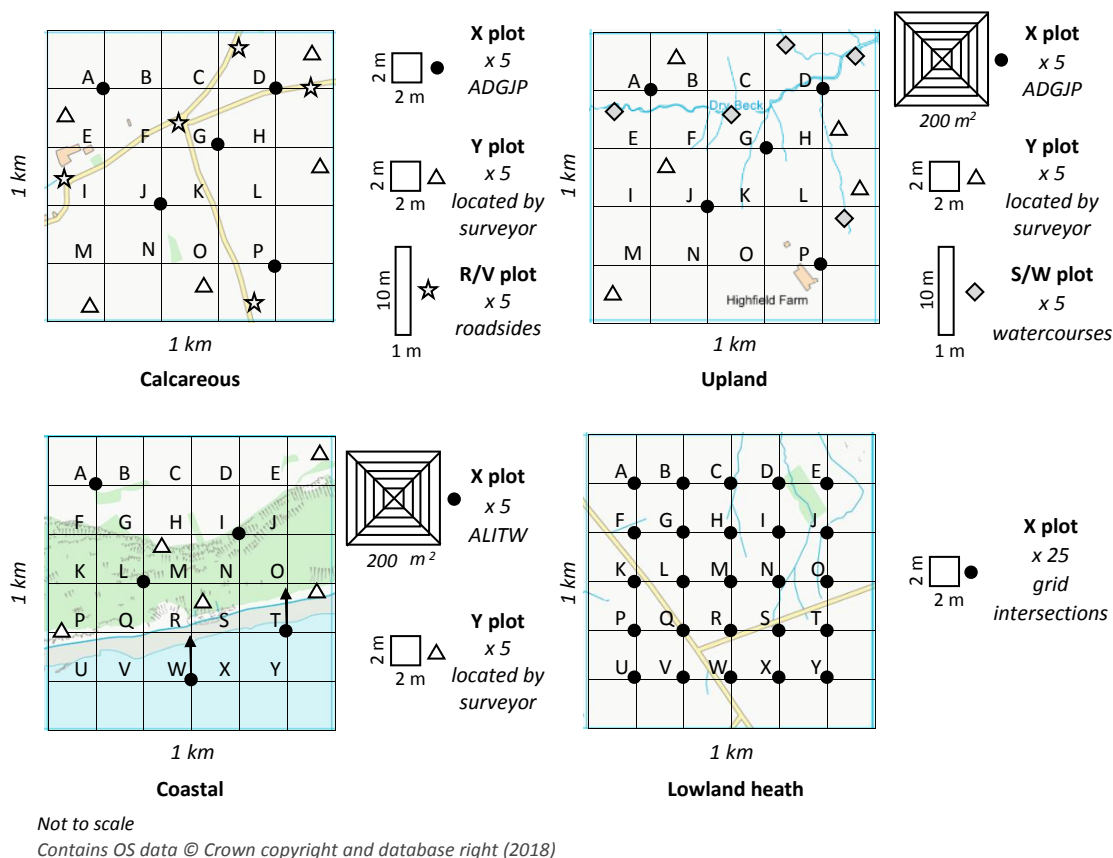 A B C D
E F G H
I J K L
M N O P
1 km
1 km
Calcareous
2 m
2 m
X plot
x 5
ADGJP
2 m
2 m
Y plot
x 5
located by
surveyor
10 m
1 m
R/V plot
x 5
roadsides
A B C D
Dry Beck
E F G H
I J K L
M N O P
Highfield Farm
1 km
1 km
Upland
200 m²
X plot
x 5
ADGJP
2 m
2 m
Y plot
x 5
located by
surveyor
10 m
1 m
S/W plot
x 5
watercourses
A B C D E
F G H I J
K L M N O
P Q R S T
U V W X Y
1 km
1 km
Coastal
200 m²
X plot
x 5
ALITW
2 m
2 m
Y plot
x 5
located by
surveyor
A B C D E
F G H I J
K L M N O
P Q R S T
U V W X Y
1 km
1 km
Lowland heath
2 m
2 m
X plot
x 25
grid
intersections
Not to scale
Contains OS data © Crown copyright and database right (2018)